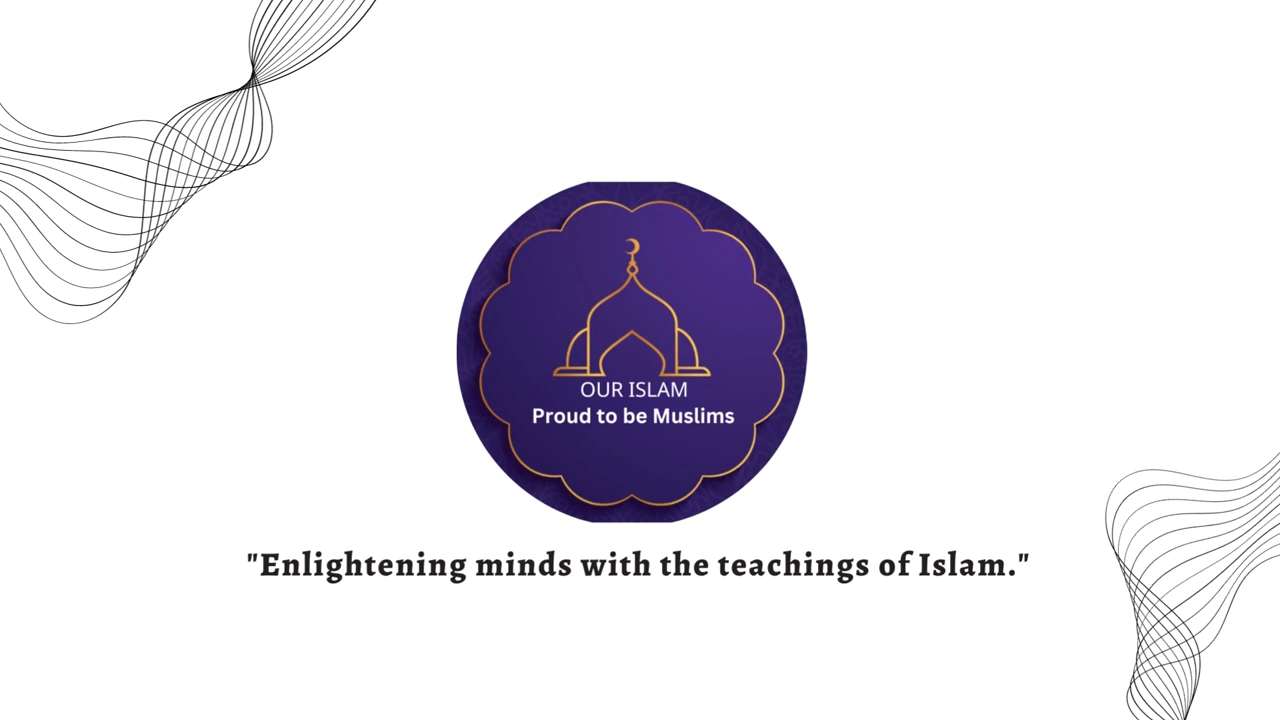 OUR ISLAM
Proud to be Muslims
"Enlightening minds with the teachings of Islam."